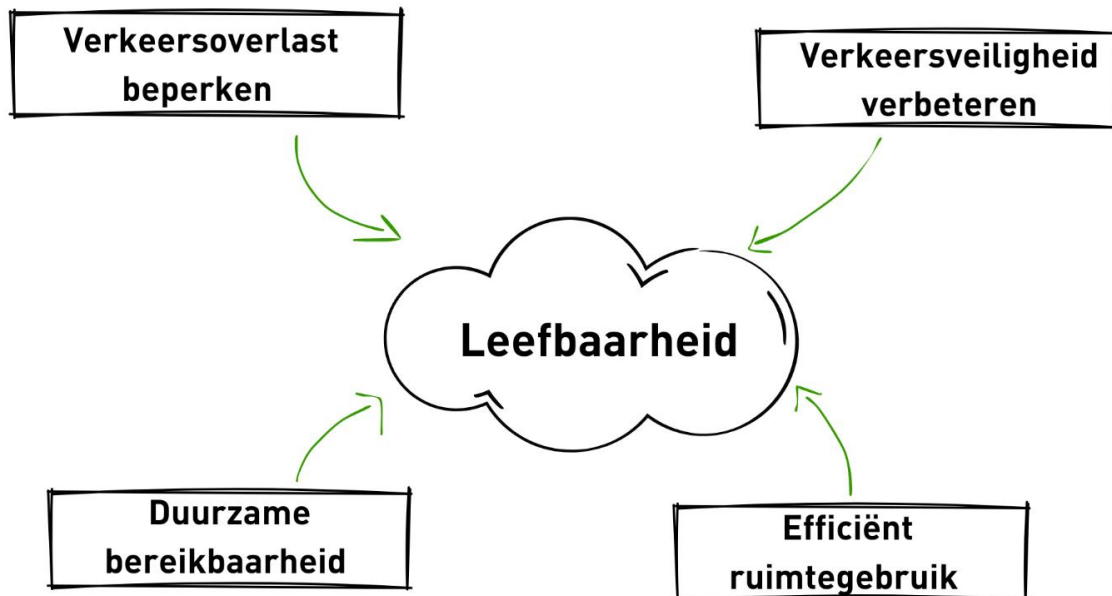 Verkeersoverlast
beperken
Verkeersveiligheid
verbeteren
Leefbaarheid
Duurzame
bereikbaarheid
Efficiënt
ruimtegebruik